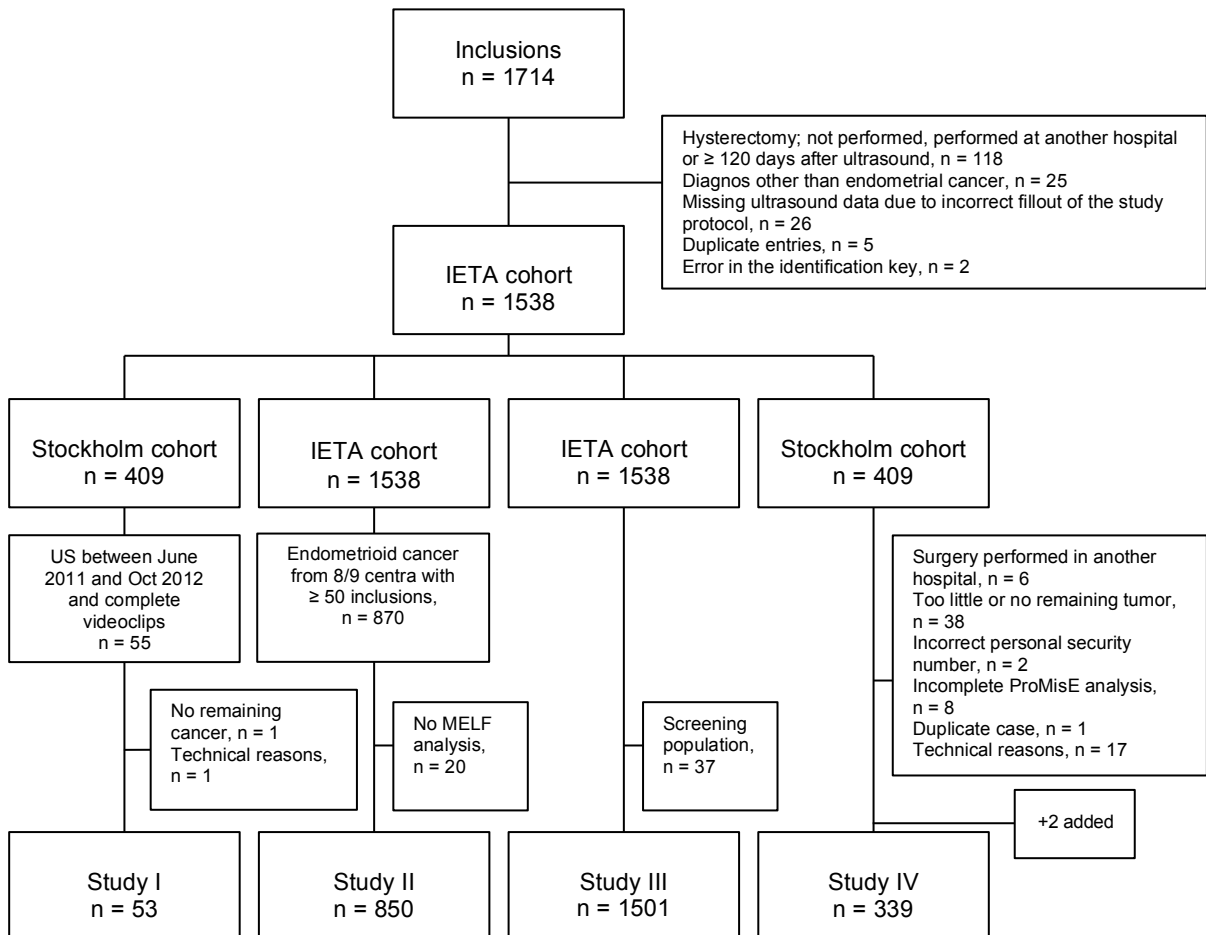 Inclusions
n = 1714
Hysterectomy; not performed, performed at another hospital
or ≥ 120 days after ultrasound, n = 118
Diagnos other than endometrial cancer, n = 25
Missing ultrasound data due to incorrect fillout of the study
protocol, n = 26
Duplicate entries, n = 5
Error in the identification key, n = 2
IETA cohort
n = 1538
Stockholm cohort
n = 409
IETA cohort
n = 1538
IETA cohort
n = 1538
Stockholm cohort
n = 409
US between June
2011 and Oct 2012
and complete
videoclips
n = 55
Endometrioid cancer
from 8/9 centra with
≥ 50 inclusions,
n = 870
Surgery performed in another
hospital, n = 6
Too little or no remaining tumor,
n = 38
Incorrect personal security
number, n = 2
Incomplete ProMisE analysis,
n = 8
Duplicate case, n = 1
Technical reasons, n = 17
No remaining
cancer, n = 1
Technical reasons,
n = 1
No MELF
analysis,
n = 20
Screening
population,
n = 37
+2 added
Study I
n = 53
Study II
n = 850
Study III
n = 1501
Study IV
n = 339